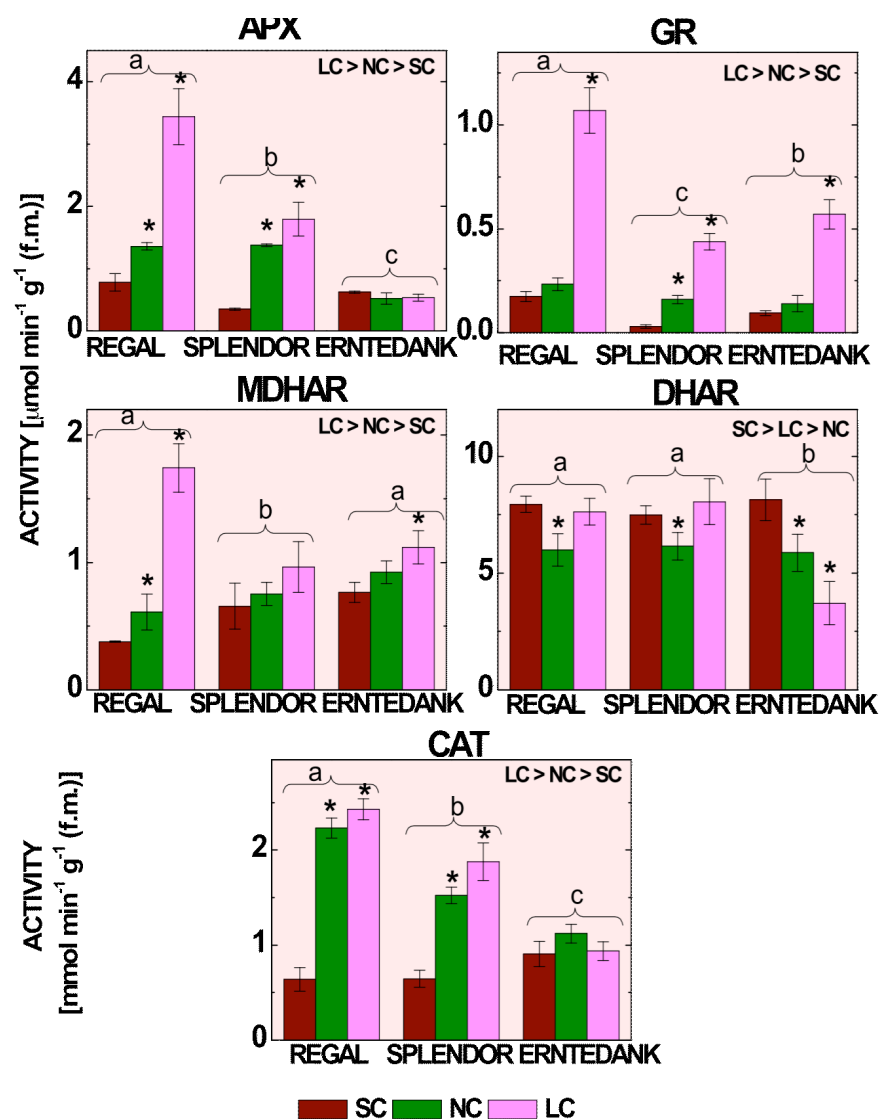 APX
GR
ACTIVITY [μmol min⁻¹ g⁻¹ (f.m.)]
LC > NC > SC
a
*
*
b
*
*
c
4
2
0
REGAL SPLENDOR ERNTEDANK
LC > NC > SC
a
*
c
*
*
b
*
1.0
0.5
0.0
REGAL SPLENDOR ERNTEDANK
MDHAR
DHAR
LC > NC > SC
a
*
*
b
a
*
2
1
0
REGAL SPLENDOR ERNTEDANK
SC > LC > NC
a
*
a
*
b
*
*
10
5
0
REGAL SPLENDOR ERNTEDANK
CAT
ACTIVITY
[mmol min⁻¹ g⁻¹ (f.m.)]
LC > NC > SC
a
* *
b
*
*
c
2
1
0
REGAL SPLENDOR ERNTEDANK
SC NC LC